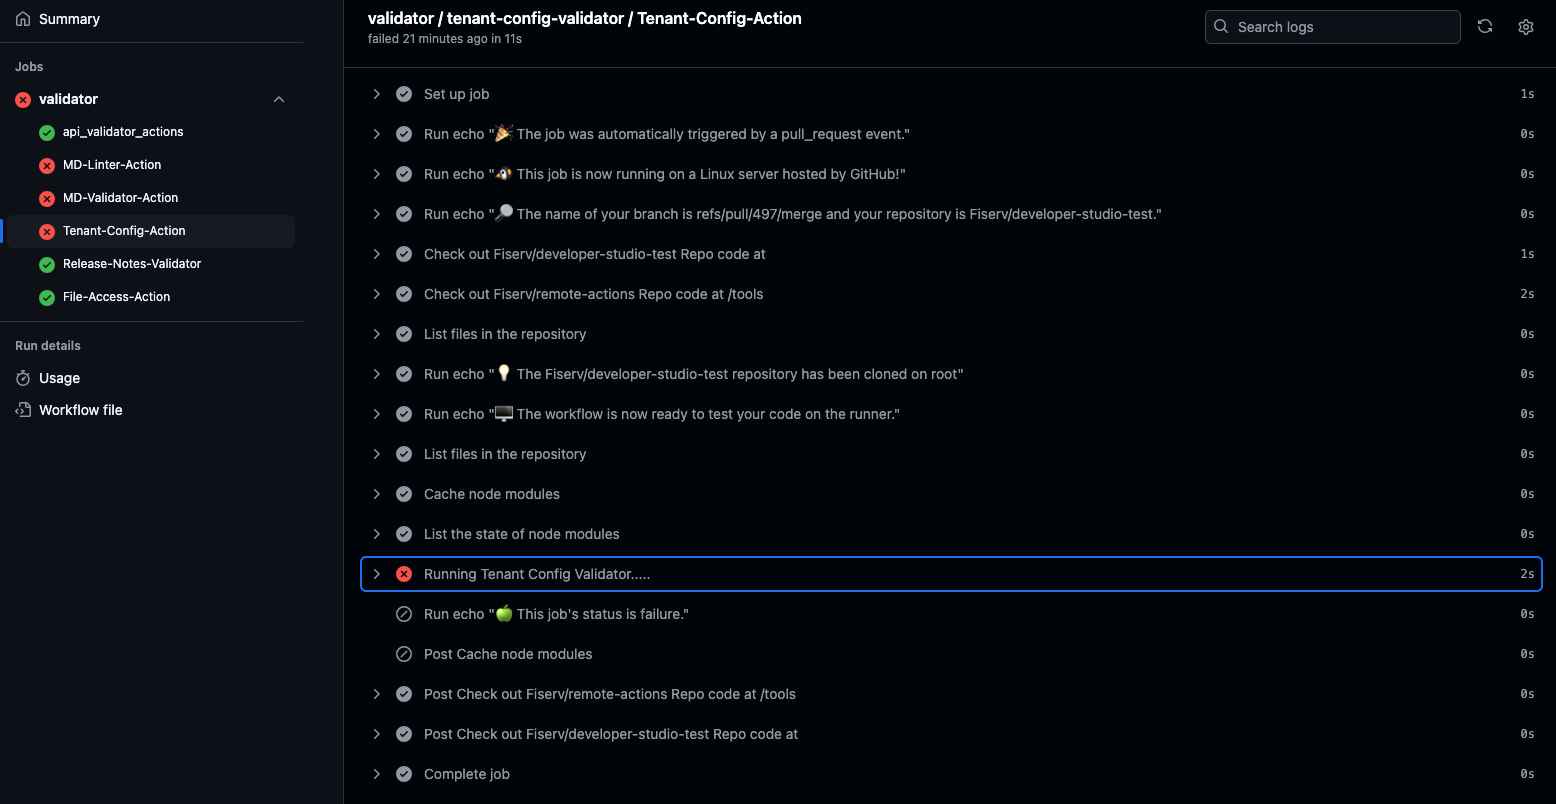 Summary
Jobs
validator
api_validator_actions
MD-Linter-Action
MD-Validator-Action
Tenant-Config-Action
Release-Notes-Validator
File-Access-Action
Run details
Usage
Workflow file
validator / tenant-config-validator / Tenant-Config-Action
failed 21 minutes ago in 11s
Search logs
Set up job 1s
Run echo "🎉 The job was automatically triggered by a pull_request event." 0s
Run echo "🐧 This job is now running on a Linux server hosted by GitHub!" 0s
Run echo "🔎 The name of your branch is refs/pull/497/merge and your repository is Fiserv/developer-studio-test." 0s
Check out Fiserv/developer-studio-test Repo code at 1s
Check out Fiserv/remote-actions Repo code at /tools 2s
List files in the repository 0s
Run echo "💡 The Fiserv/developer-studio-test repository has been cloned on root" 0s
Run echo "🖥️ The workflow is now ready to test your code on the runner." 0s
List files in the repository 0s
Cache node modules 0s
List the state of node modules 0s
Running Tenant Config Validator..... 2s
Run echo "🍏 This job's status is failure." 0s
Post Cache node modules 0s
Post Check out Fiserv/remote-actions Repo code at /tools 0s
Post Check out Fiserv/developer-studio-test Repo code at 0s
Complete job 0s